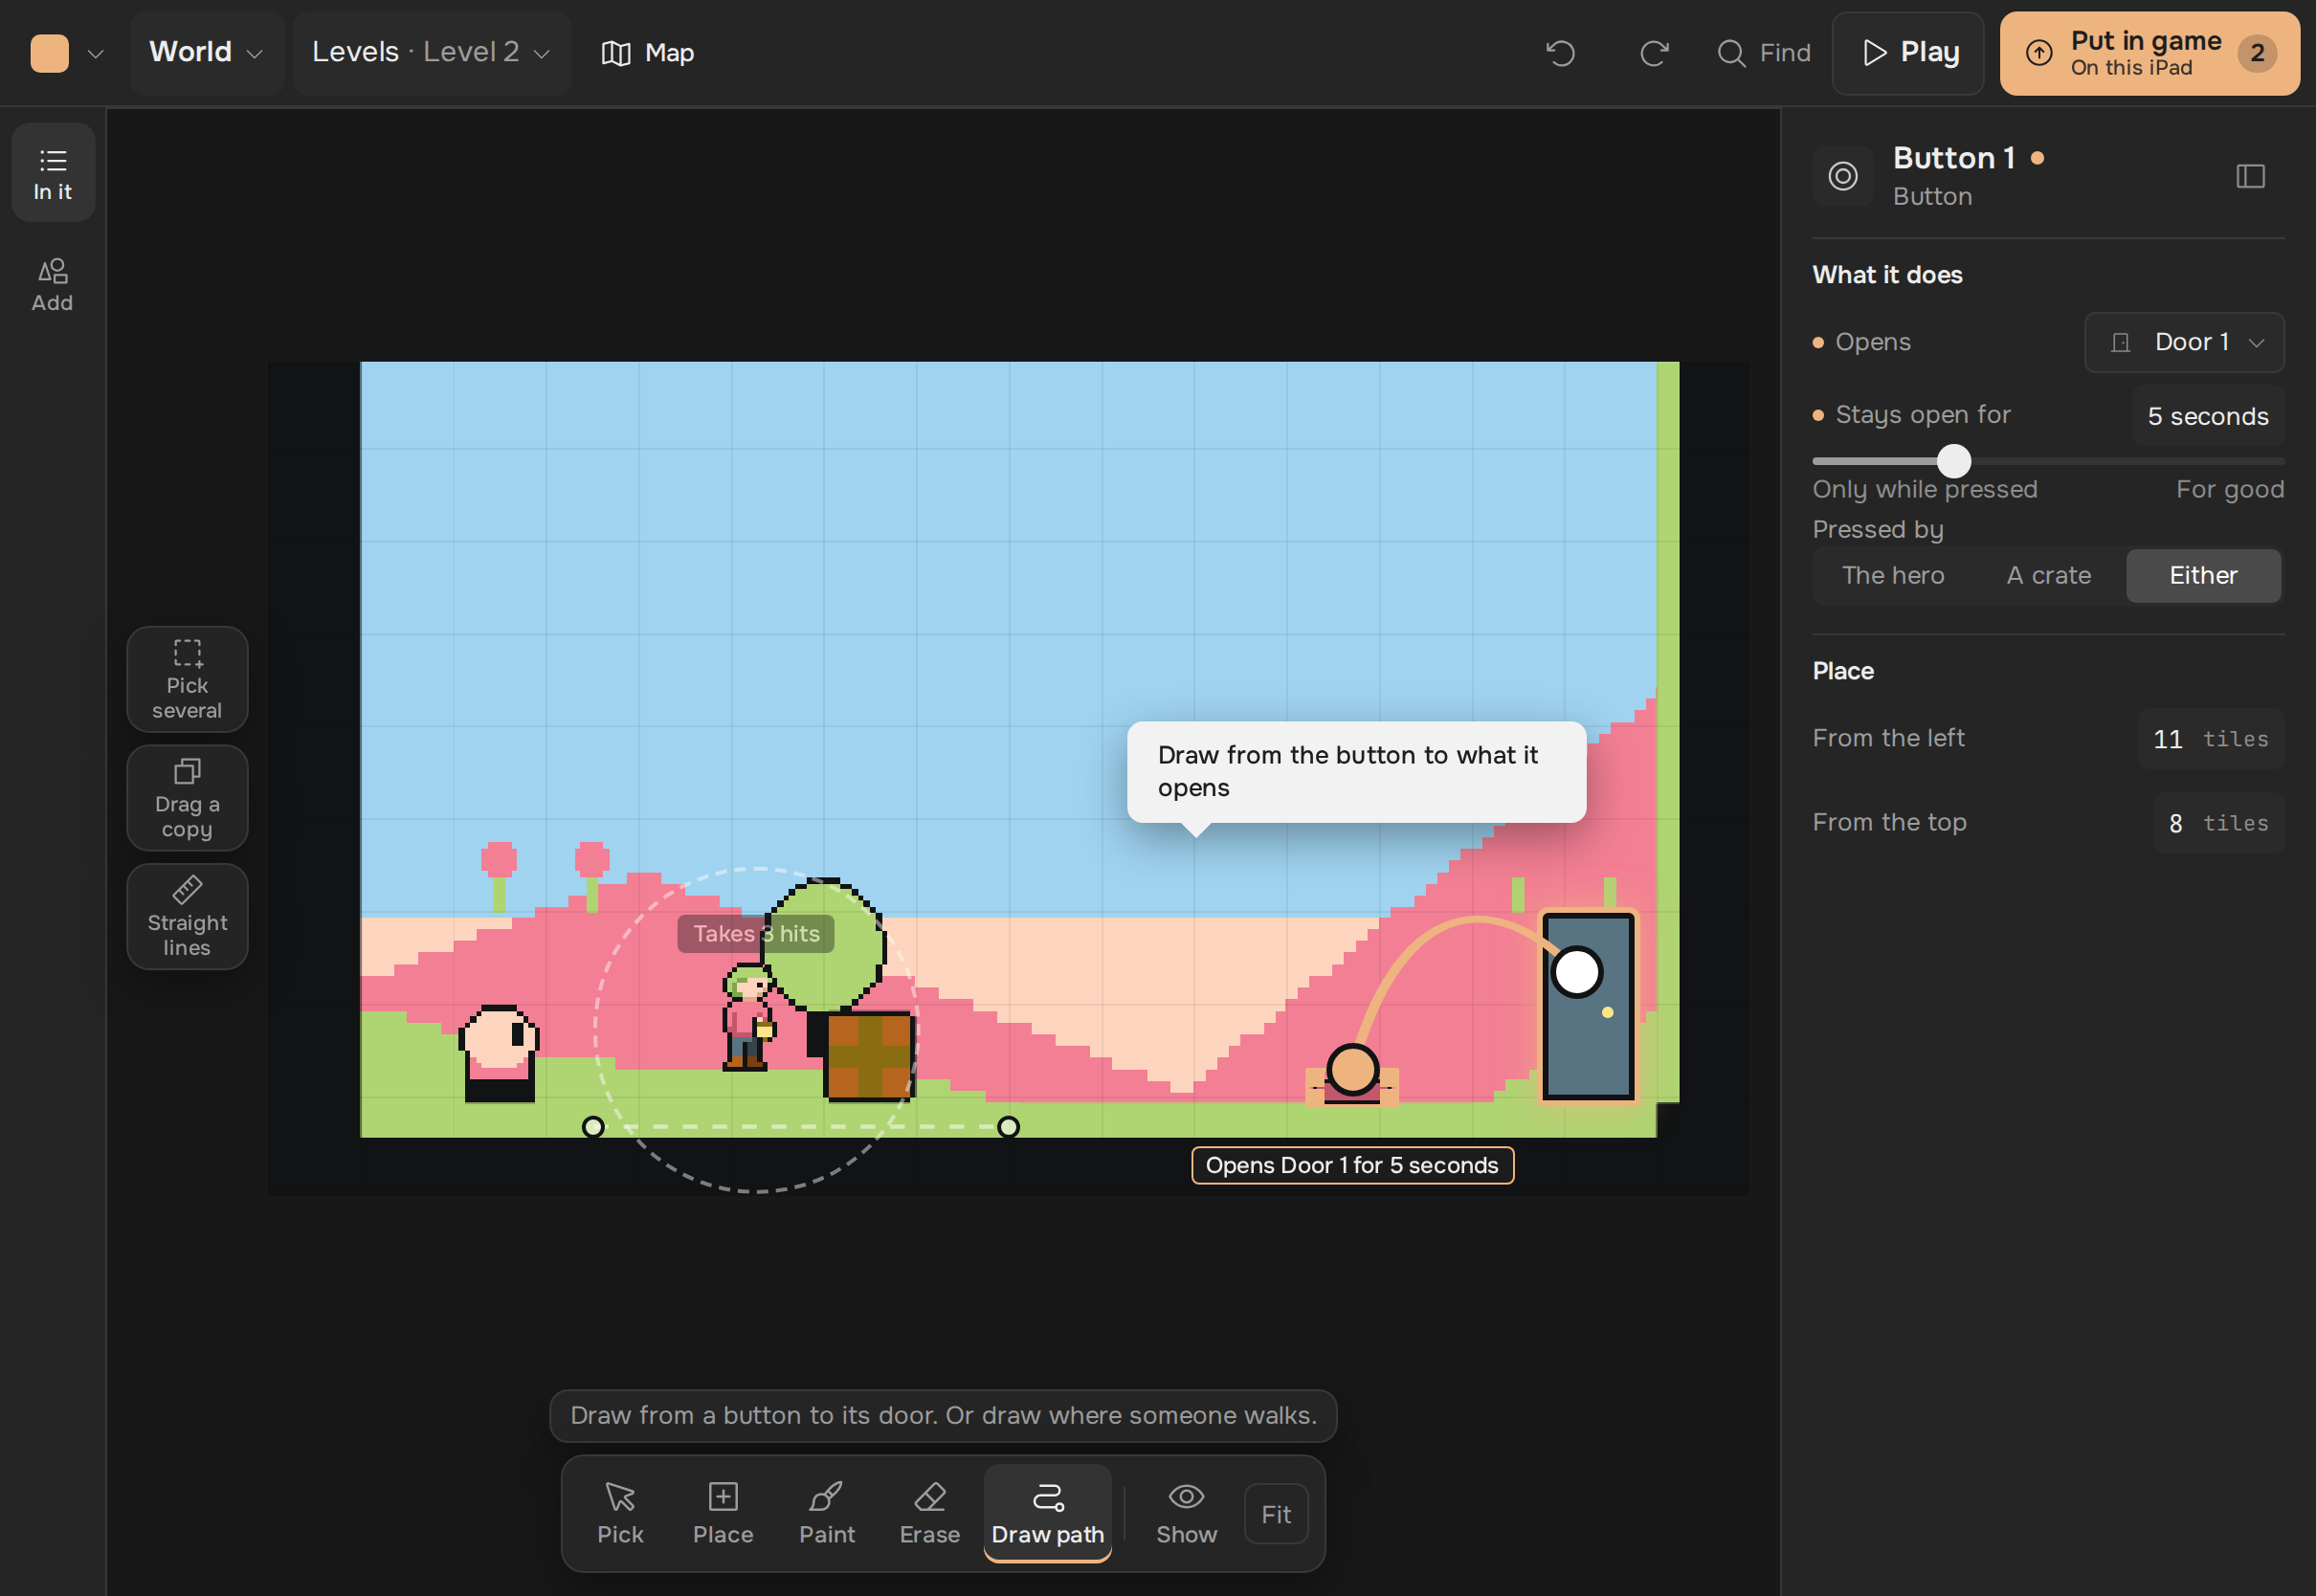 World
Levels · Level 2
Map
Find
Play
Put in game
On this iPad
2
In it
Add
Pick
several
Drag a
copy
Straight
lines
Draw from the button to what it
opens
Takes 3 hits
Opens Door 1 for 5 seconds
Draw from a button to its door. Or draw where someone walks.
Pick
Place
Paint
Erase
Draw path
Show
Fit
Button 1
Button
What it does
Opens
Door 1
Stays open for
5 seconds
Only while pressed
For good
Pressed by
The hero
A crate
Either
Place
From the left
11 tiles
From the top
8 tiles